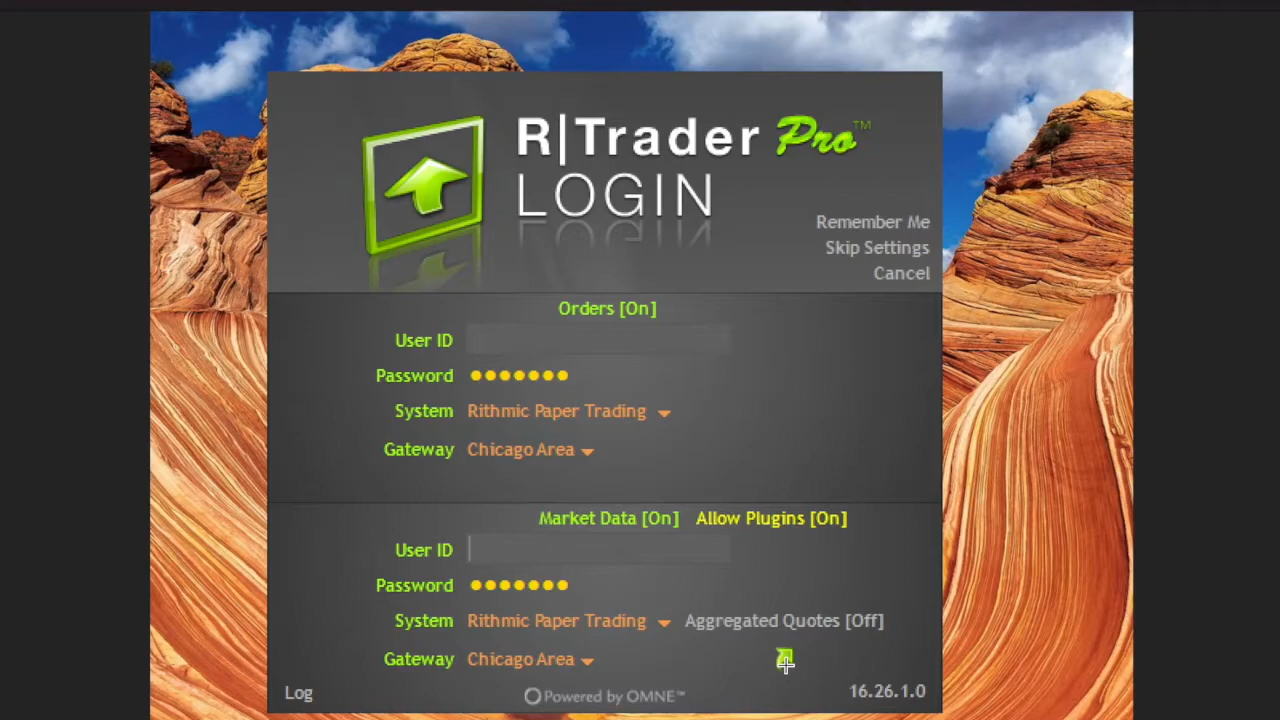 R|Trader Pro™
LOGIN
Remember Me
Skip Settings
Cancel
Orders [On]
User ID
Password ●●●●●●●
System Rithmic Paper Trading
Gateway Chicago Area
Market Data [On] Allow Plugins [On]
User ID
Password ●●●●●●●
System Rithmic Paper Trading Aggregated Quotes [Off]
Gateway Chicago Area
Log Powered by OMNE™ 16.26.1.0